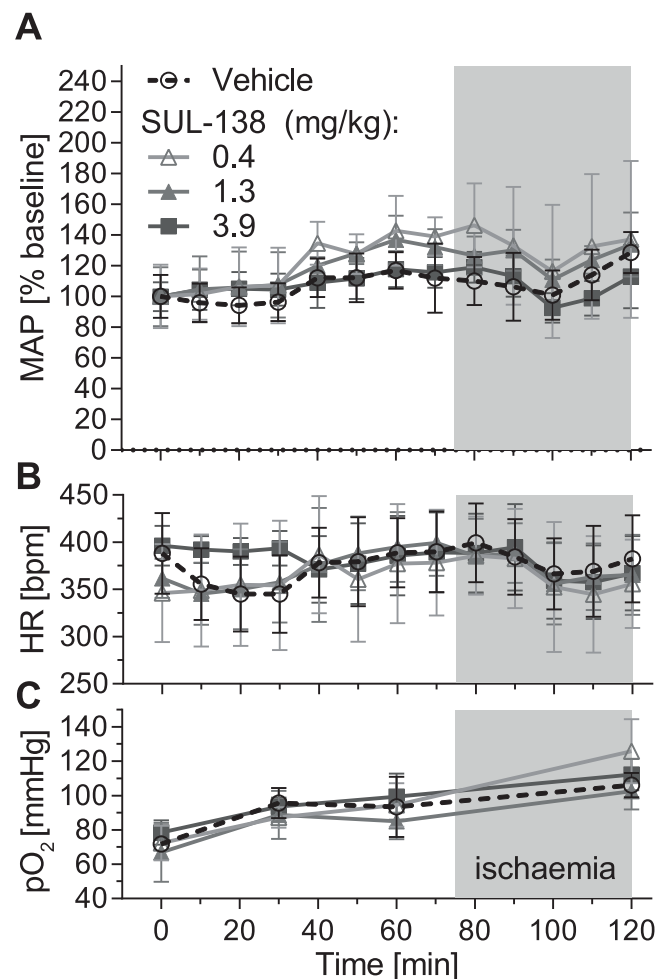 A
MAP [% baseline]
240
220
200
180
160
140
120
100
80
60
40
20
0
Vehicle
SUL-138 (mg/kg):
0.4
1.3
3.9
B
HR [bpm]
450
400
350
300
250
C
pO₂ [mmHg]
140
120
100
80
60
40
ischaemia
0 20 40 60 80 100 120
Time [min]